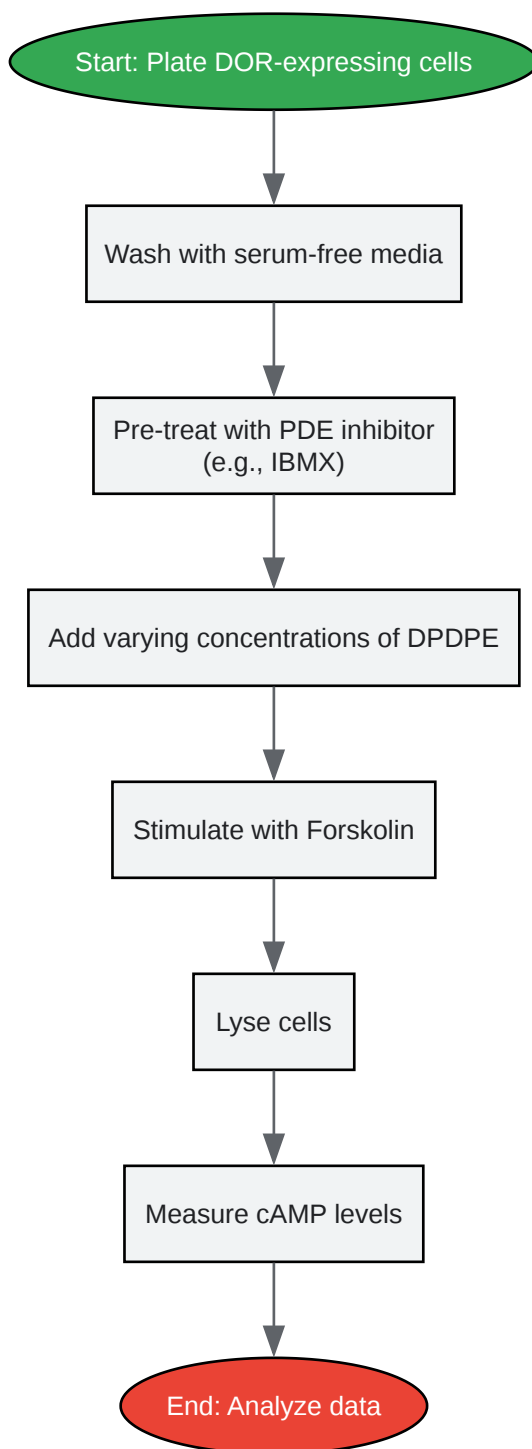 Start: Plate DOR-expressing cells
Wash with serum-free media
Pre-treat with PDE inhibitor
(e.g., IBMX)
Add varying concentrations of DPDPE
Stimulate with Forskolin
Lyse cells
Measure cAMP levels
End: Analyze data